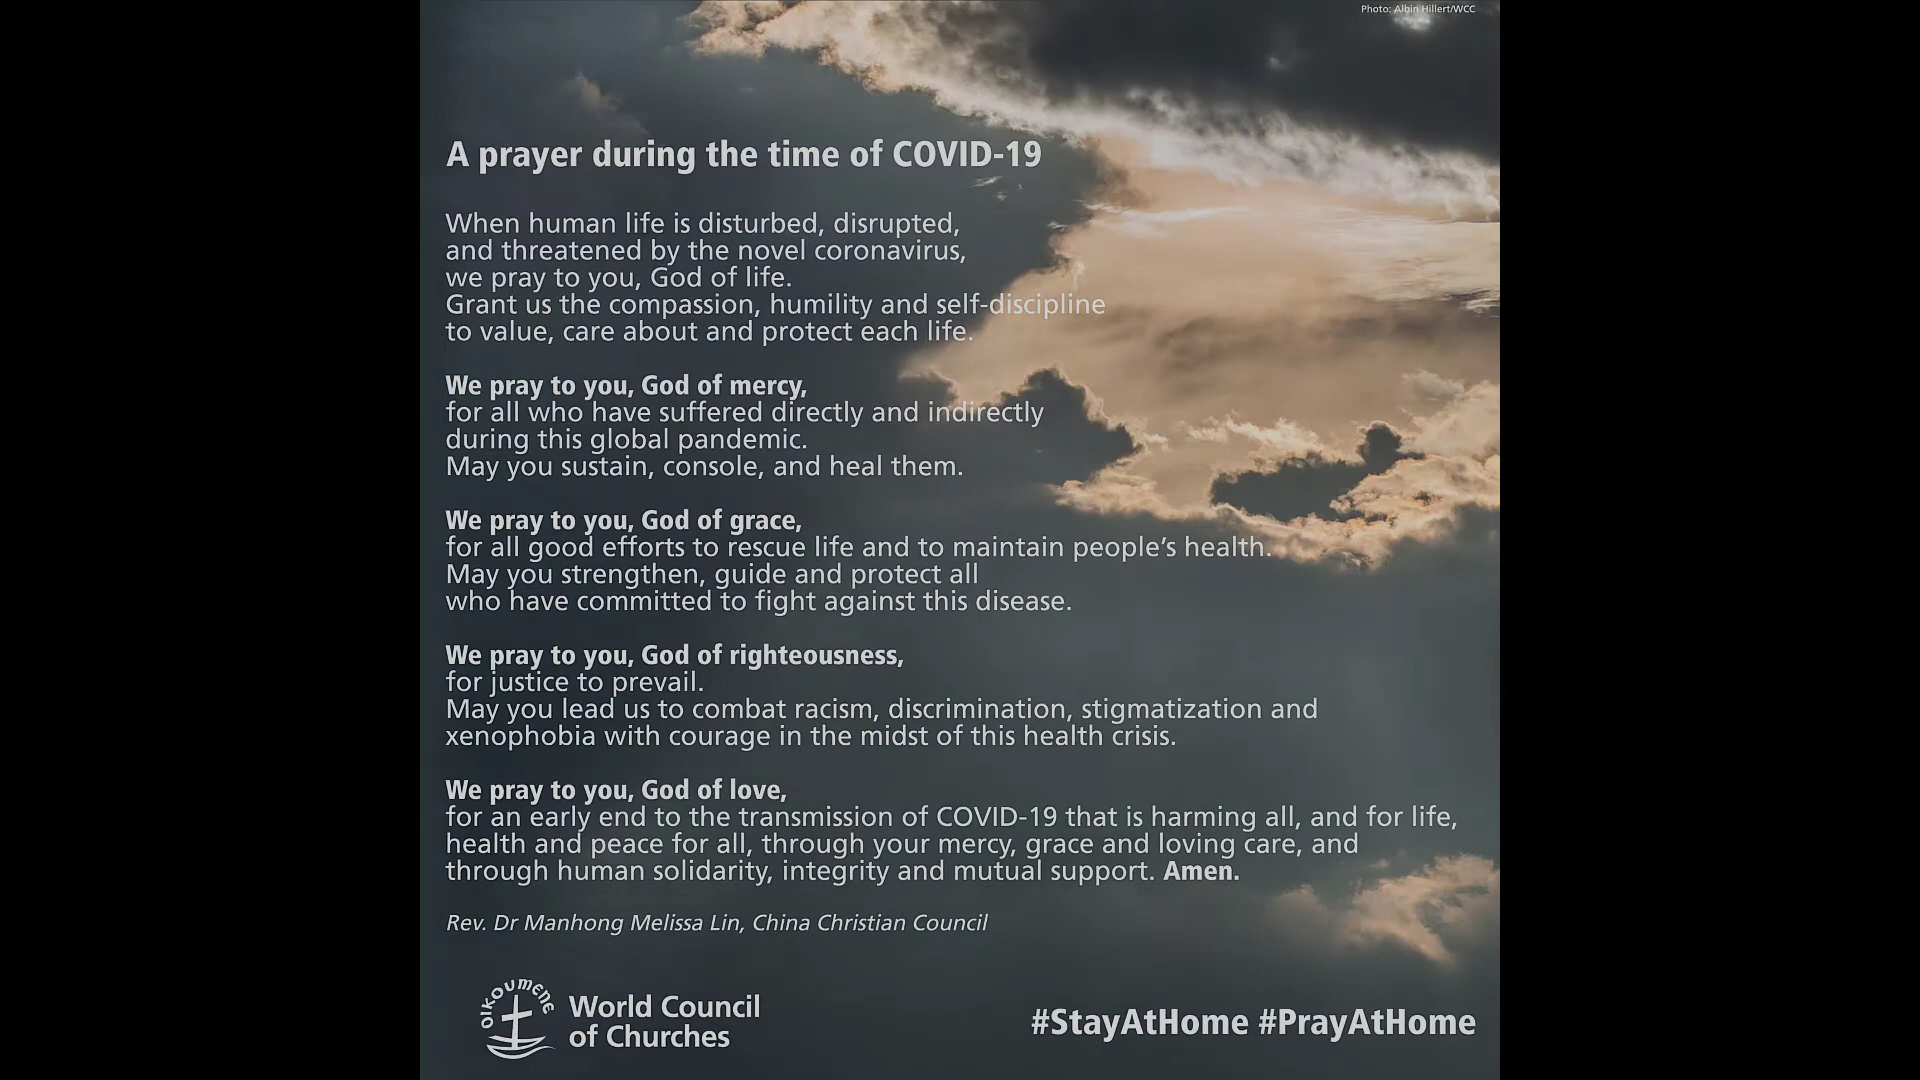 Photo: Albin Hillert/WCC
A prayer during the time of COVID-19
When human life is disturbed, disrupted,
and threatened by the novel coronavirus,
we pray to you, God of life.
Grant us the compassion, humility and self-discipline
to value, care about and protect each life.
We pray to you, God of mercy,
for all who have suffered directly and indirectly
during this global pandemic.
May you sustain, console, and heal them.
We pray to you, God of grace,
for all good efforts to rescue life and to maintain people’s health.
May you strengthen, guide and protect all
who have committed to fight against this disease.
We pray to you, God of righteousness,
for justice to prevail.
May you lead us to combat racism, discrimination, stigmatization and
xenophobia with courage in the midst of this health crisis.
We pray to you, God of love,
for an early end to the transmission of COVID-19 that is harming all, and for life,
health and peace for all, through your mercy, grace and loving care, and
through human solidarity, integrity and mutual support. Amen.
Rev. Dr Manhong Melissa Lin, China Christian Council
OIKOUMENE
World Council
of Churches
#StayAtHome #PrayAtHome